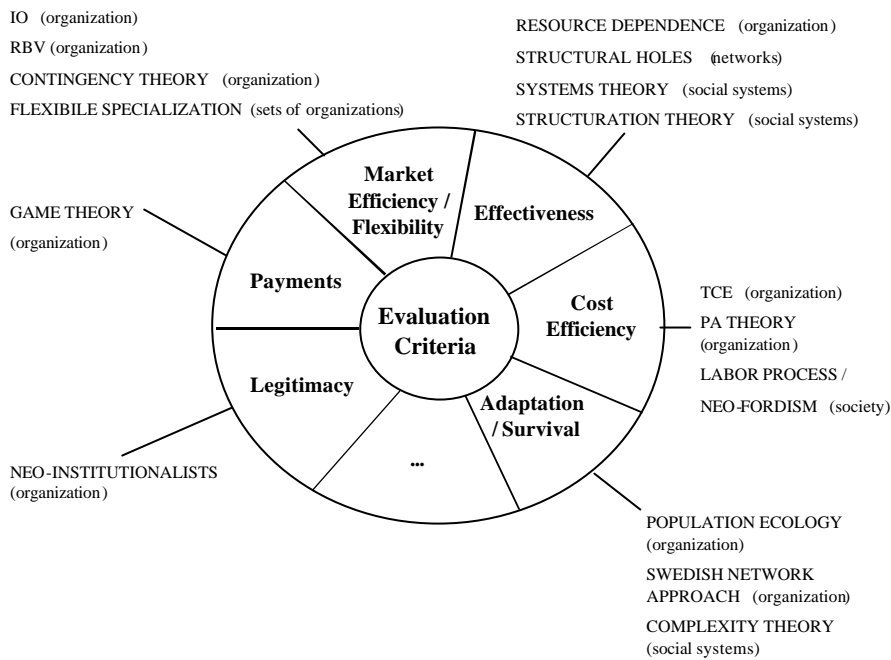 IO (organization)
RBV (organization)
CONTINGENCY THEORY (organization)
FLEXIBILE SPECIALIZATION (sets of organizations)
RESOURCE DEPENDENCE (organization)
STRUCTURAL HOLES (networks)
SYSTEMS THEORY (social systems)
STRUCTURATION THEORY (social systems)
Market
Efficiency /
Flexibility
Effectiveness
GAME THEORY
(organization)
Payments
Evaluation
Criteria
Cost
Efficiency
TCE (organization)
PA THEORY
(organization)
LABOR PROCESS /
NEO-FORDISM (society)
Legitimacy
Adaptation
/ Survival
...
NEO-INSTITUTIONALISTS
(organization)
POPULATION ECOLOGY
(organization)
SWEDISH NETWORK
APPROACH (organization)
COMPLEXITY THEORY
(social systems)